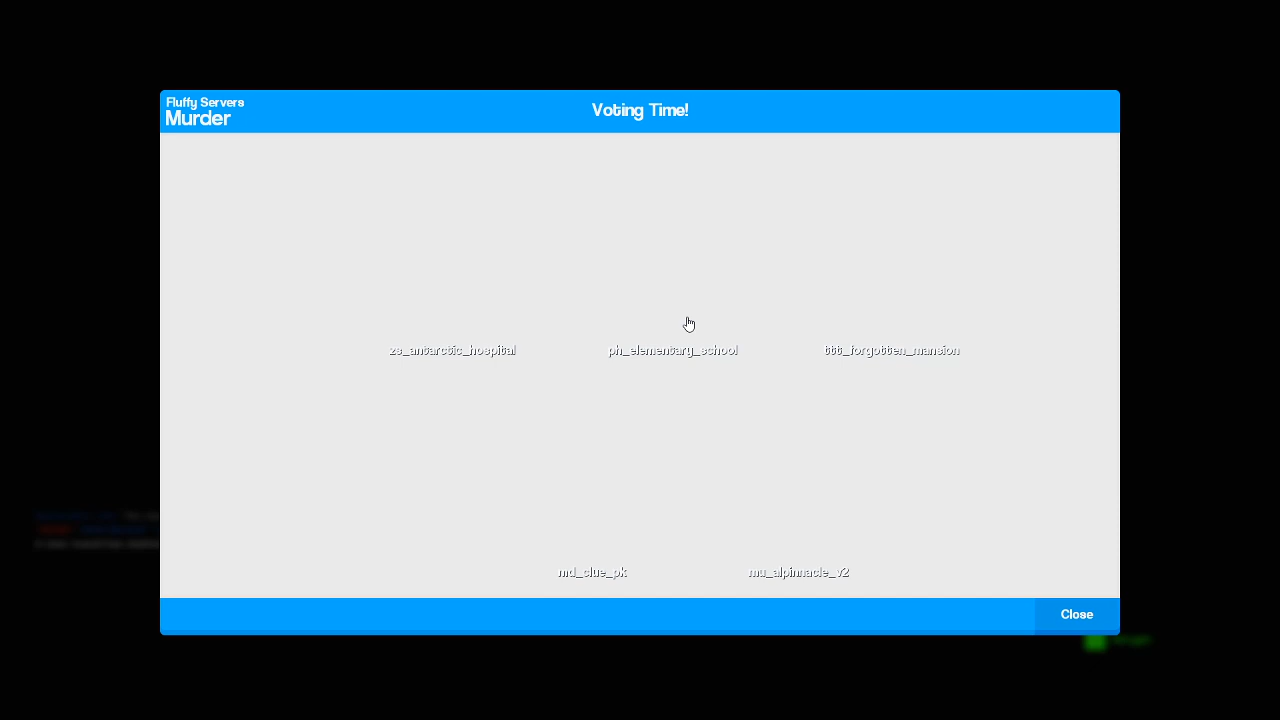 Fluffy Servers
Murder
Voting Time!
zs_antarctic_hospital
ph_elementary_school
ttt_forgotten_mansion
md_clue_pk
mu_alpinnacle_v2
Close